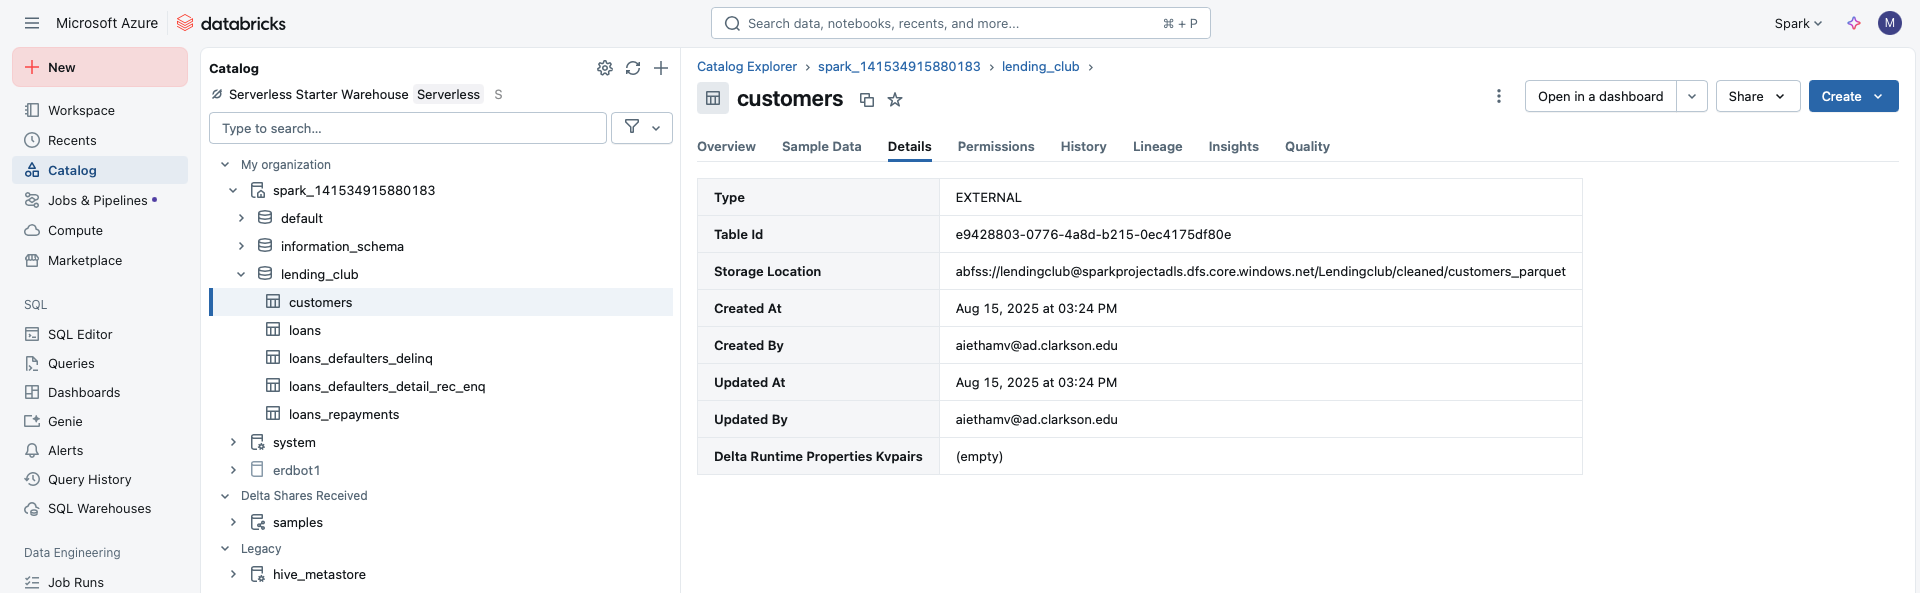 Microsoft Azure databricks
Search data, notebooks, recents, and more... ⌘ + P
Spark
M
New
Workspace
Recents
Catalog
Jobs & Pipelines
Compute
Marketplace
SQL
SQL Editor
Queries
Dashboards
Genie
Alerts
Query History
SQL Warehouses
Data Engineering
Job Runs
Catalog
Serverless Starter Warehouse Serverless S
Type to search...
My organization
spark_141534915880183
default
information_schema
lending_club
customers
loans
loans_defaulters_delinq
loans_defaulters_detail_rec_enq
loans_repayments
system
erdbot1
Delta Shares Received
samples
Legacy
hive_metastore
Catalog Explorer › spark_141534915880183 › lending_club ›
customers
Open in a dashboard
Share
Create
Overview Sample Data Details Permissions History Lineage Insights Quality
Type EXTERNAL
Table Id e9428803-0776-4a8d-b215-0ec4175df80e
Storage Location abfss://lendingclub@sparkprojectadls.dfs.core.windows.net/Lendingclub/cleaned/customers_parquet
Created At Aug 15, 2025 at 03:24 PM
Created By aiethamv@ad.clarkson.edu
Updated At Aug 15, 2025 at 03:24 PM
Updated By aiethamv@ad.clarkson.edu
Delta Runtime Properties Kvpairs (empty)